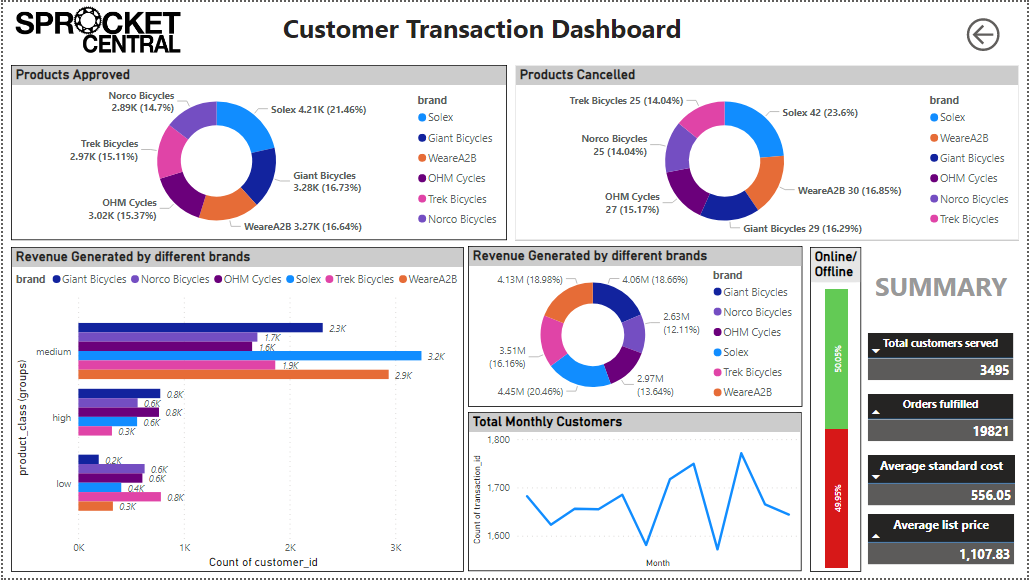 SPROCKET
CENTRAL
Customer Transaction Dashboard
Products Approved
Norco Bicycles
2.89K (14.7%)
Solex 4.21K (21.46%)
Trek Bicycles
2.97K (15.11%)
Giant Bicycles
3.28K (16.73%)
OHM Cycles
3.02K (15.37%)
WeareA2B 3.27K (16.64%)
brand
Solex
Giant Bicycles
WeareA2B
OHM Cycles
Trek Bicycles
Norco Bicycles
Products Cancelled
Trek Bicycles 25 (14.04%)
Solex 42 (23.6%)
Norco Bicycles
25 (14.04%)
WeareA2B 30 (16.85%)
OHM Cycles
27 (15.17%)
Giant Bicycles 29 (16.29%)
brand
Solex
WeareA2B
Giant Bicycles
OHM Cycles
Norco Bicycles
Trek Bicycles
Revenue Generated by different brands
brand Giant Bicycles Norco Bicycles OHM Cycles Solex Trek Bicycles WeareA2B
product_class (groups)
medium
2.3K
1.7K
1.6K
3.2K
1.9K
2.9K
high
0.8K
0.6K
0.8K
0.6K
0.3K
low
0.2K
0.6K
0.6K
0.4K
0.8K
0.3K
0K 1K 2K 3K
Count of customer_id
Revenue Generated by different brands
4.13M (18.98%)
4.06M (18.66%)
2.63M
(12.11%)
3.51M
(16.16%)
4.45M (20.46%)
2.97M
(13.64%)
brand
Giant Bicycles
Norco Bicycles
OHM Cycles
Solex
Trek Bicycles
WeareA2B
Total Monthly Customers
Count of transaction_id
1,800
1,700
1,600
Month
Online/
Offline
50.05%
49.95%
SUMMARY
Total customers served
3495
Orders fulfilled
19821
Average standard cost
556.05
Average list price
1,107.83